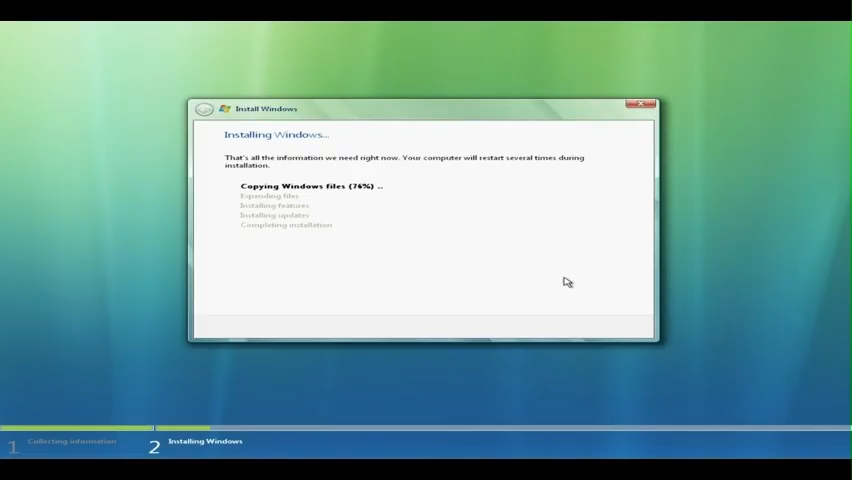 Install Windows
Installing Windows...
That's all the information we need right now. Your computer will restart several times during
installation.
Copying Windows files (76%) ..
Expanding files
Installing features
Installing updates
Completing installation
1 Collecting information 2 Installing Windows